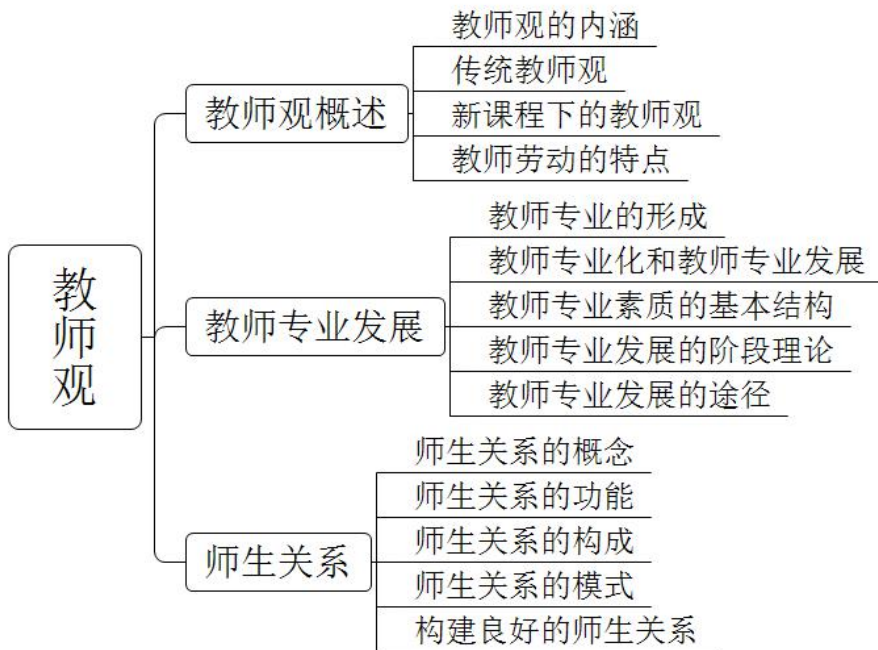 教师观
教师观概述
教师观的内涵
传统教师观
新课程下的教师观
教师劳动的特点
教师专业发展
教师专业的形成
教师专业化和教师专业发展
教师专业素质的基本结构
教师专业发展的阶段理论
教师专业发展的途径
师生关系
师生关系的概念
师生关系的功能
师生关系的构成
师生关系的模式
构建良好的师生关系